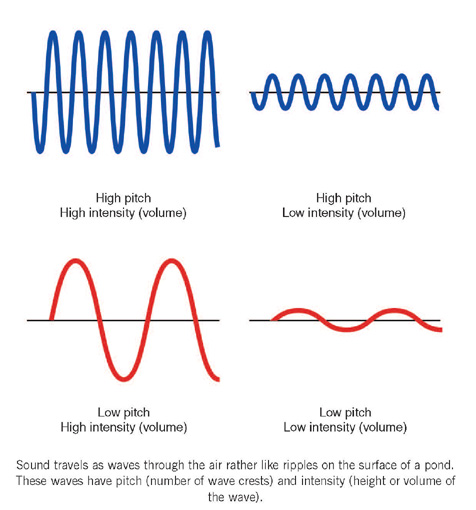 High pitch
High intensity (volume)
High pitch
Low intensity (volume)
Low pitch
High intensity (volume)
Low pitch
Low intensity (volume)
Sound travels as waves through the air rather like ripples on the surface of a pond.
These waves have pitch (number of wave crests) and intensity (height or volume of
the wave).